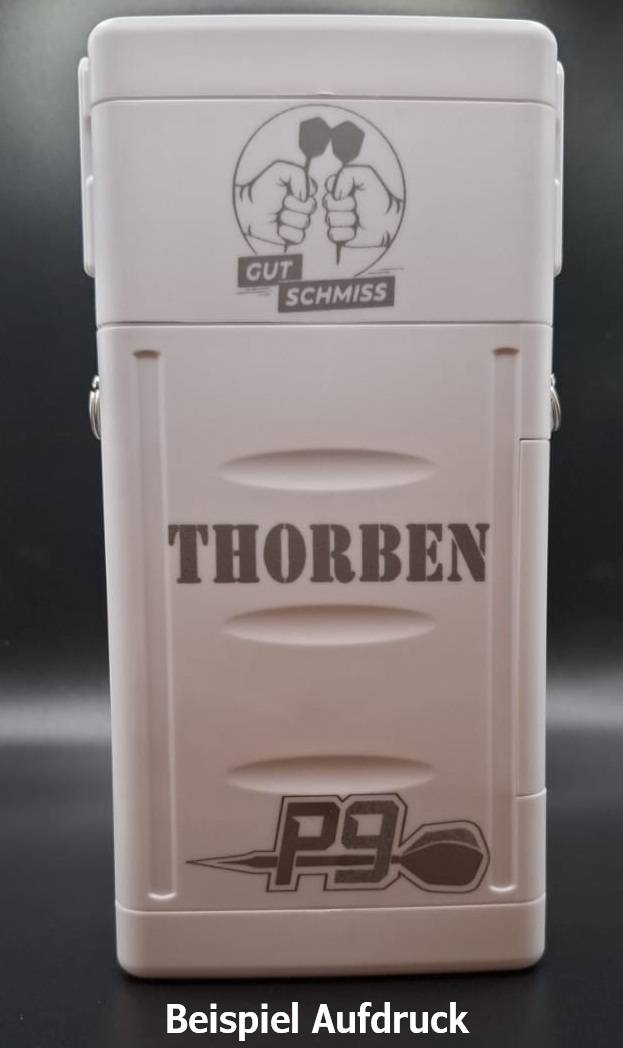 GUT
SCHMISS
THORBEN
P9
Beispiel Aufdruck